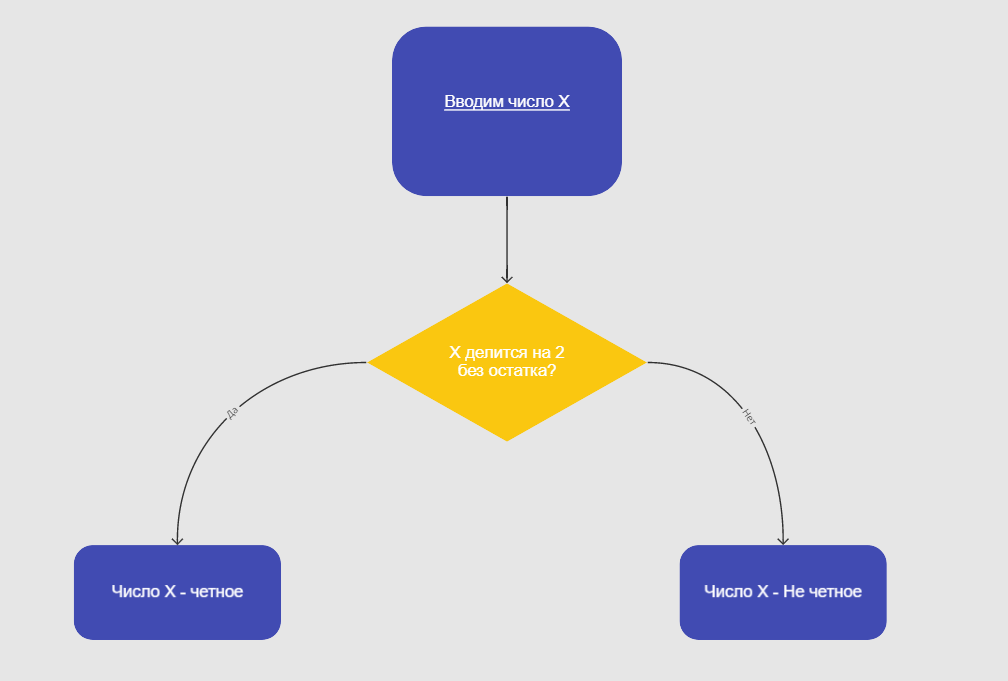 Вводим число X
X делится на 2
без остатка?
Да
Нет
Число X - четное
Число X - Не четное